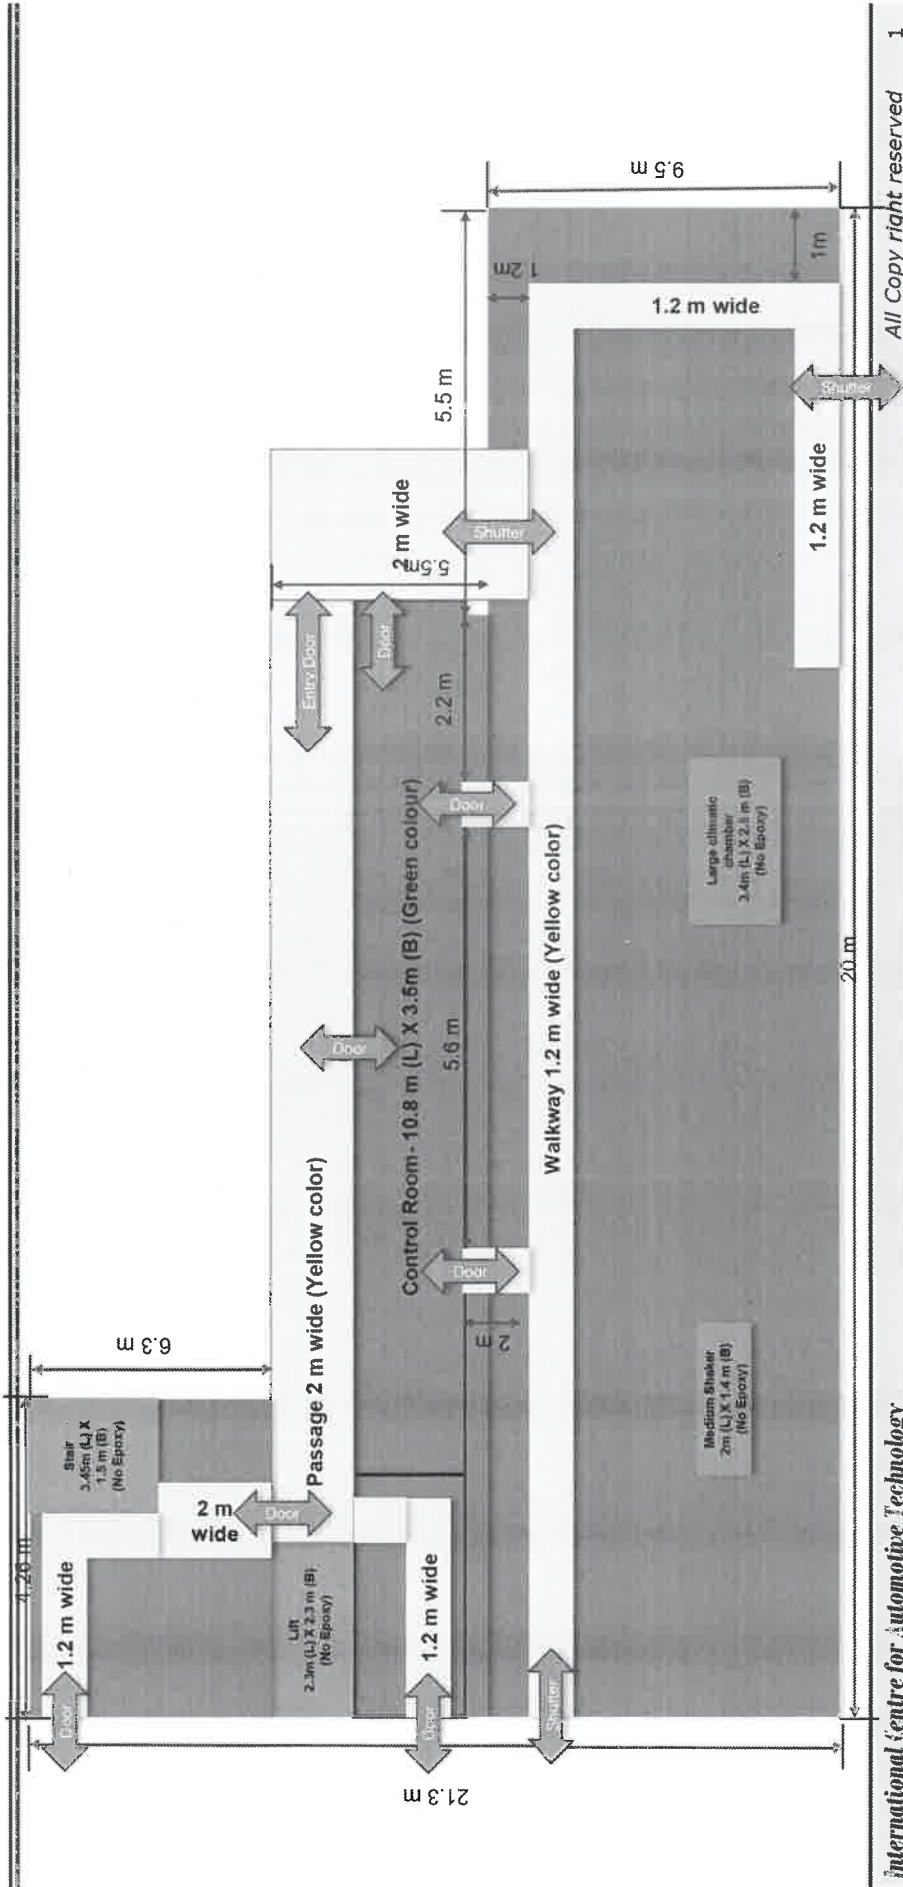 4.26 m
Stair
3.45m (L) X
1.5 m (B)
(No Epoxy)
6.3 m
Door
1.2 m wide
2 m
wide
Door
Lift
2.3m (L) X 2.3 m (B)
(No Epoxy)
Passage 2 m wide (Yellow color)
Entry Door
Door
Door
2 m wide
5.5m
5.5 m
1.2 m wide
Door
Control Room - 10.8 m (L) X 3.5m (B) (Green colour)
2.2 m
5.6 m
Door
Door
2 m
Shutter
1.2m
9.5 m
21.3 m
Shutter
Walkway 1.2 m wide (Yellow color)
1.2 m wide
1m
Medium Shaker
2m (L) X 1.4 m (B)
(No Epoxy)
Large climatic
chamber
3.4m (L) X 2.8 m (B)
(No Epoxy)
1.2 m wide
Shutter
20 m
International Centre for Automotive Technology
All Copy right reserved
1